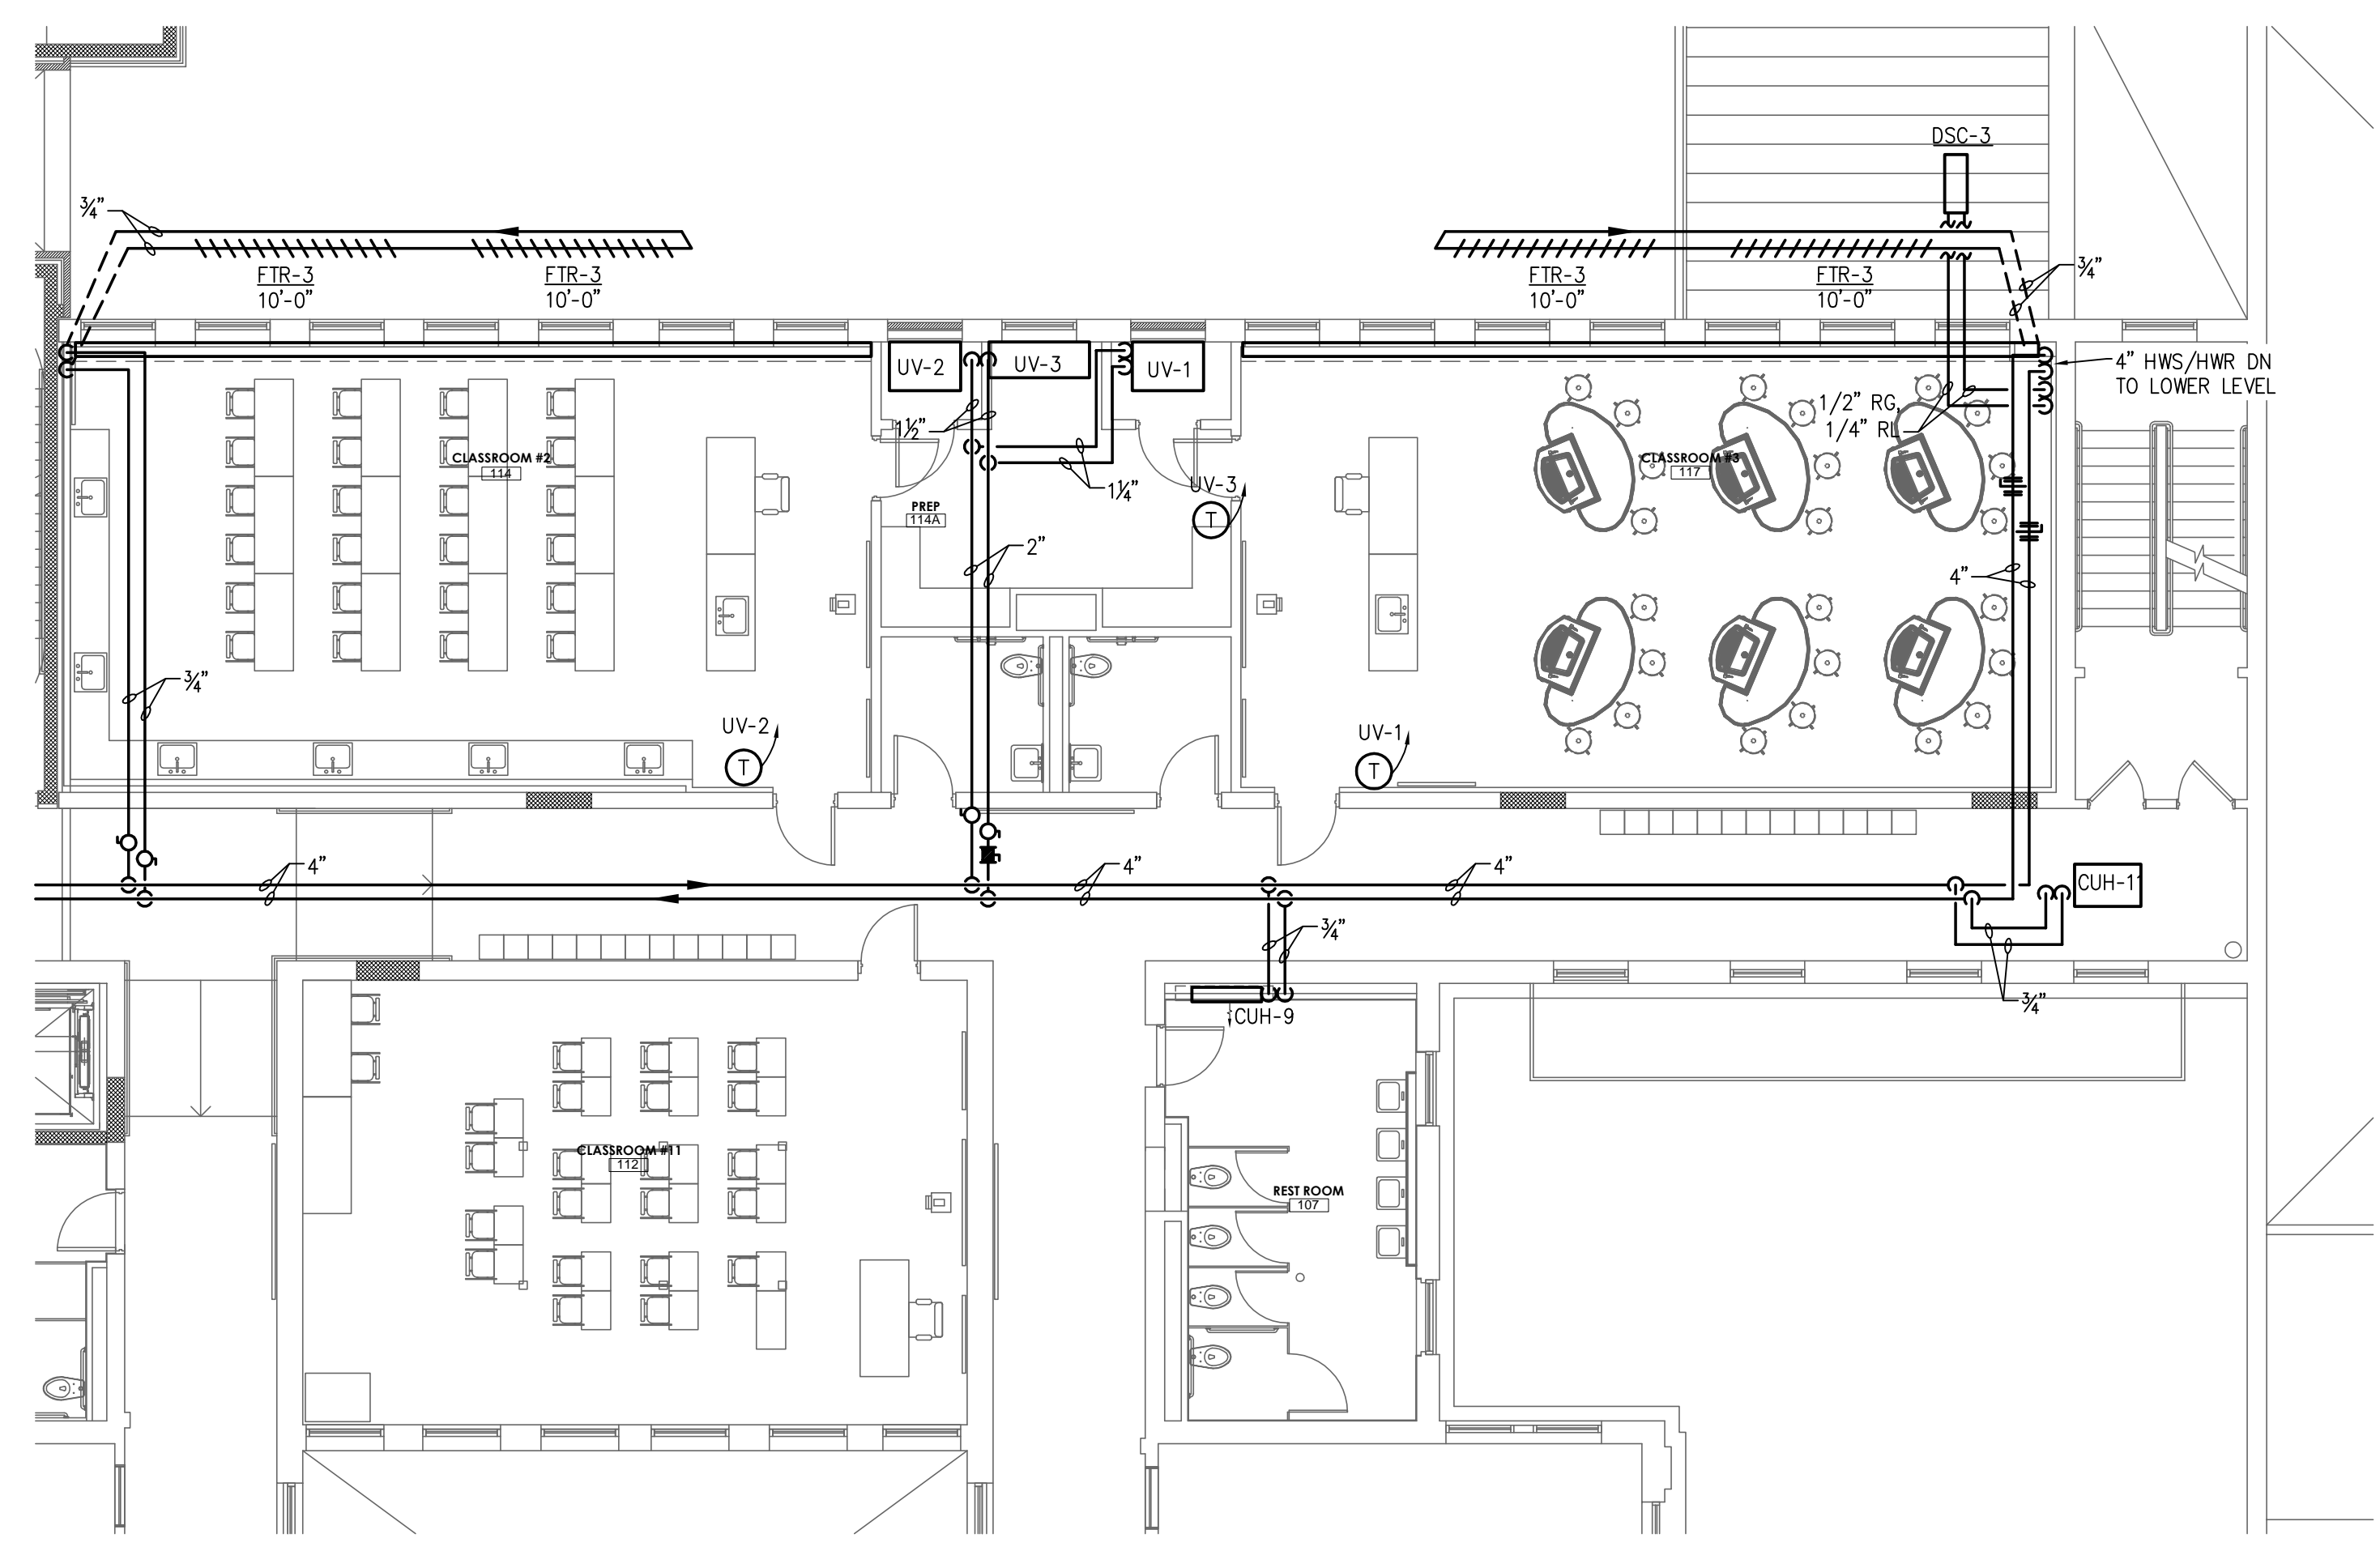 DSC-3
¾"
FTR-3
10'-0"
FTR-3
10'-0"
FTR-3
10'-0"
FTR-3
10'-0"
¾"
UV-2
UV-3
UV-1
4" HWS/HWR DN
TO LOWER LEVEL
1/2" RG,
1/4" RL
1½"
CLASSROOM #2
114
CLASSROOM #3
117
1¼"
UV-3
T
PREP
114A
2"
4"
¾"
UV-2
T
UV-1
T
4"
4"
4"
CUH-11
¾"
¾"
CUH-9
CLASSROOM #11
112
REST ROOM
107